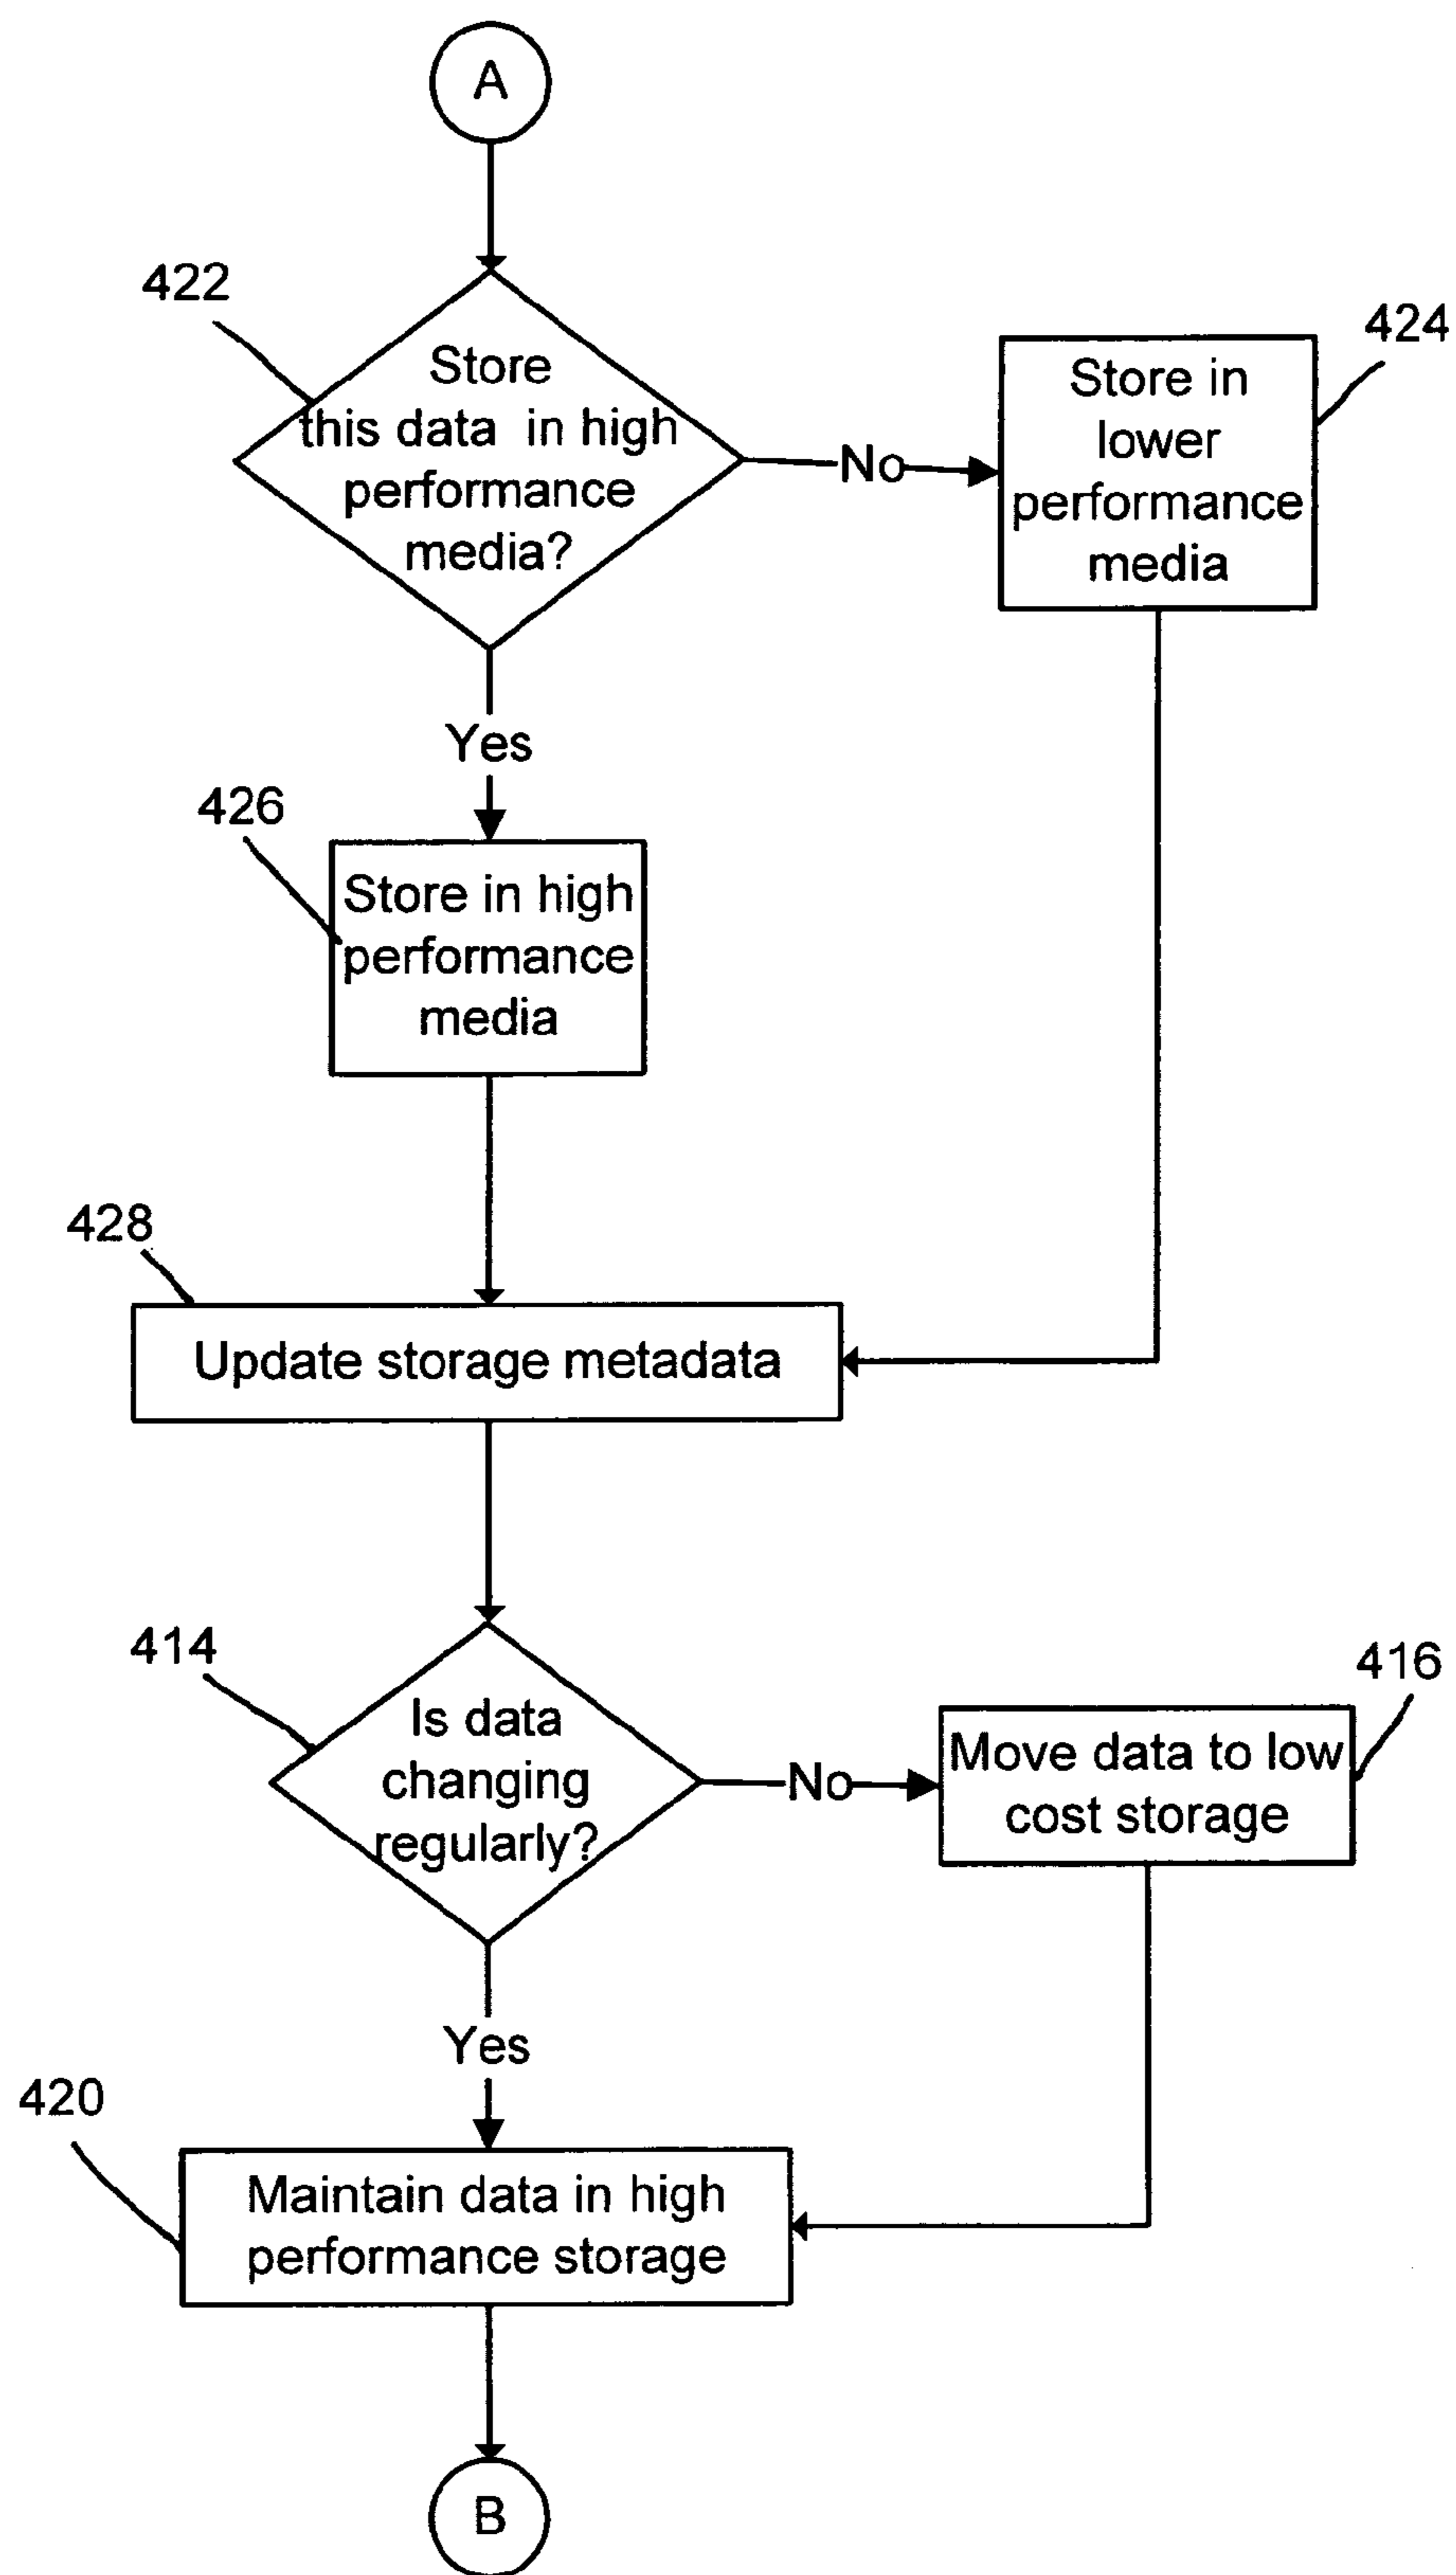 A
422
Store
this data in high
performance
media?
No
424
Store in
lower
performance
media
Yes
426
Store in high
performance
media
428
Update storage metadata
414
Is data
changing
regularly?
No
416
Move data to low
cost storage
Yes
420
Maintain data in high
performance storage
B